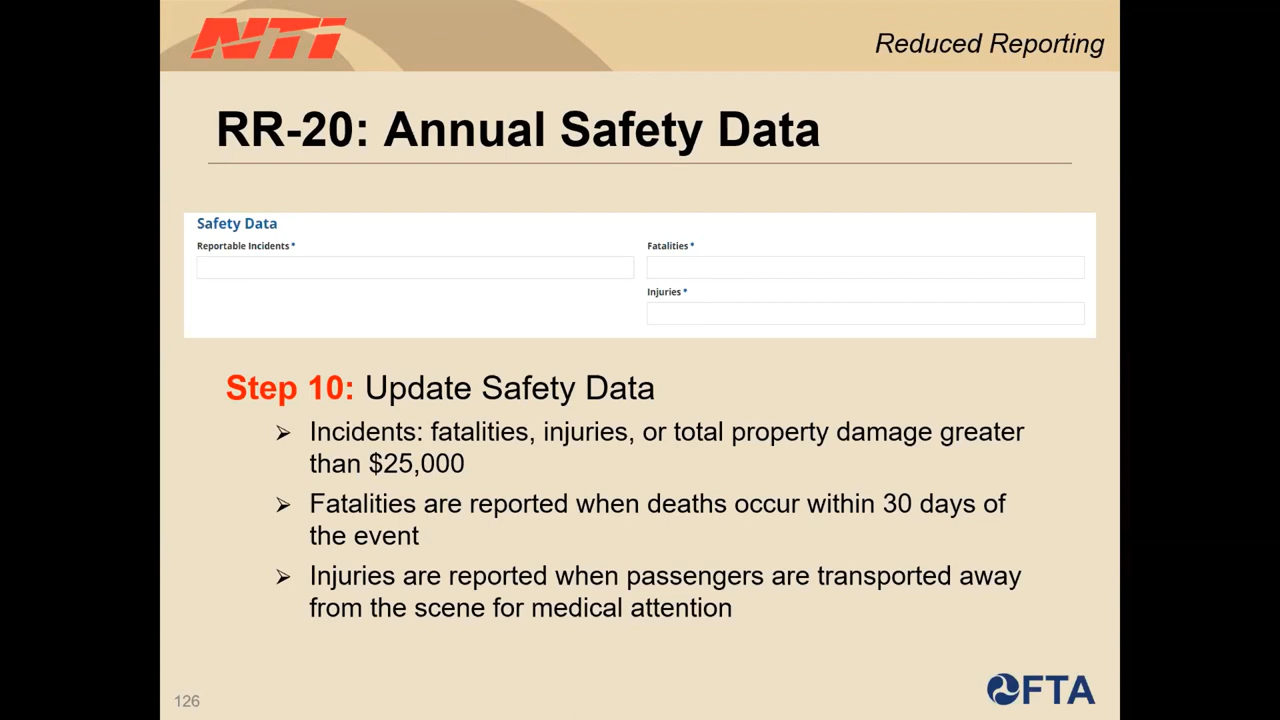 NTI
Reduced Reporting
RR-20: Annual Safety Data
Safety Data
Reportable Incidents *
Fatalities *
Injuries *
Step 10: Update Safety Data
➢ Incidents: fatalities, injuries, or total property damage greater
than $25,000
➢ Fatalities are reported when deaths occur within 30 days of
the event
➢ Injuries are reported when passengers are transported away
from the scene for medical attention
126
FTA